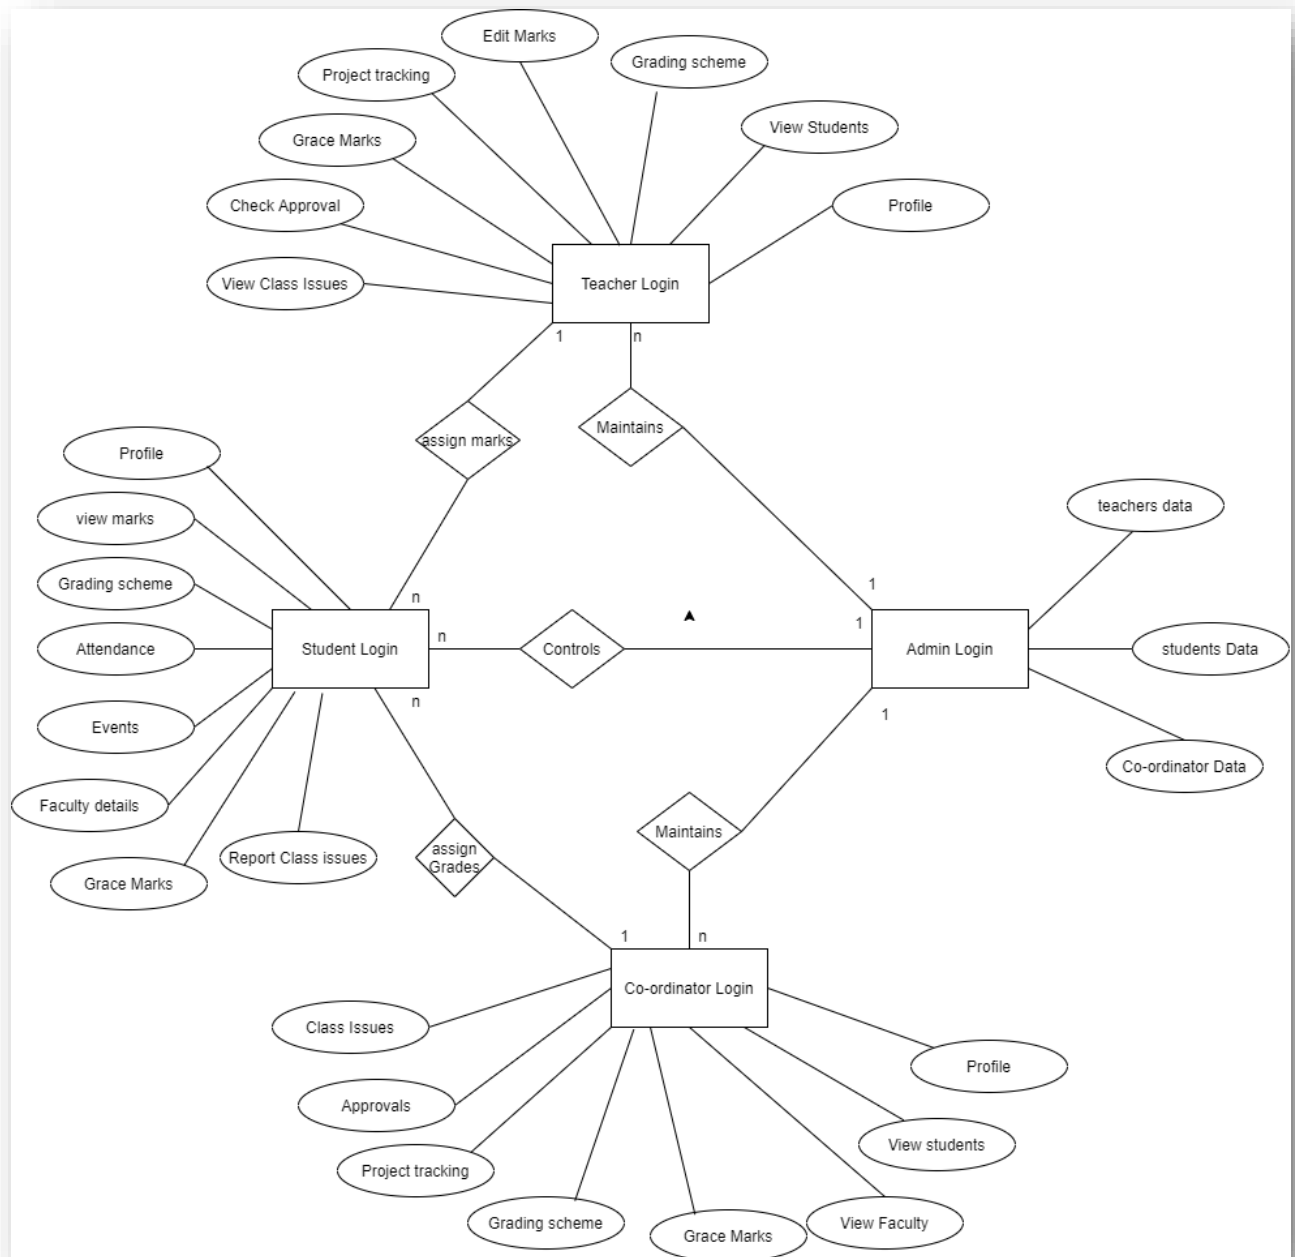 Edit Marks
Grading scheme
Project tracking
View Students
Grace Marks
Check Approval
Profile
View Class Issues
Teacher Login
1
n
assign marks
Maintains
Profile
view marks
teachers data
Grading scheme
1
n
1
n
Attendance
Student Login
Controls
Admin Login
students Data
n
1
Events
Co-ordinator Data
Faculty details
Maintains
Report Class issues
assign
Grades
Grace Marks
1
n
Co-ordinator Login
Class Issues
Profile
Approvals
View students
Project tracking
Grading scheme
Grace Marks
View Faculty